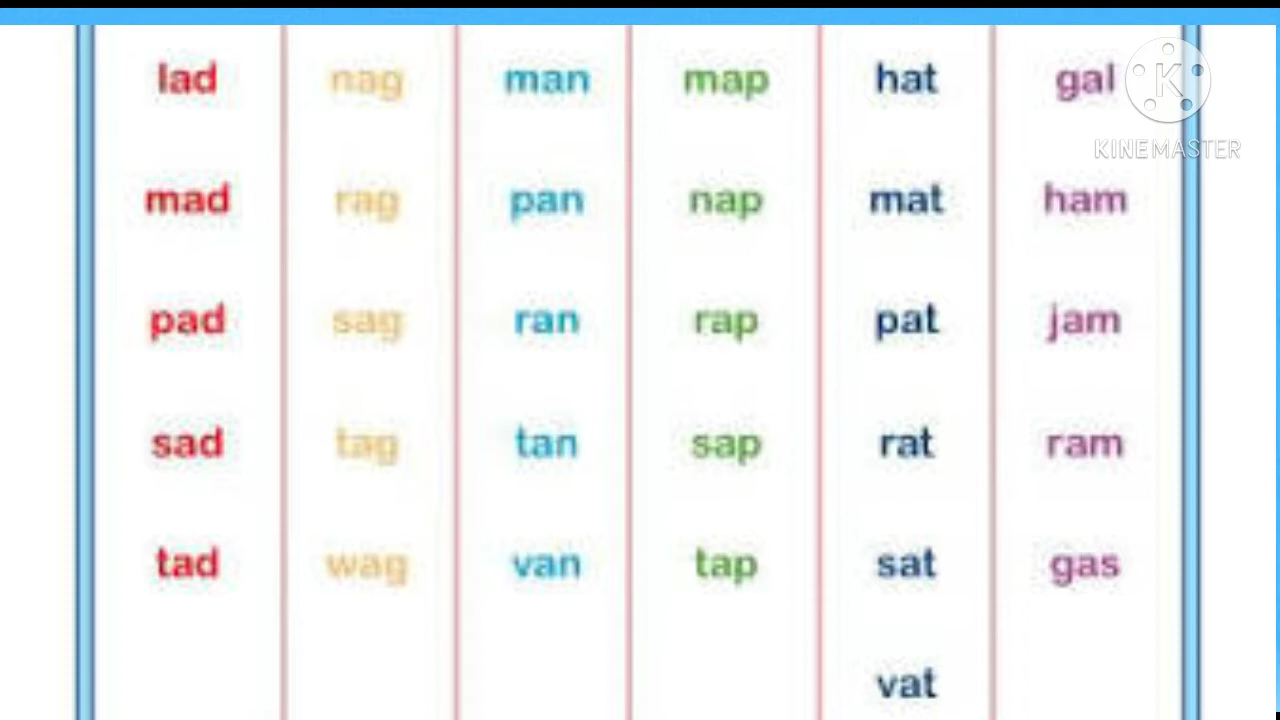 lad nag man map hat gal
KINEMASTER
mad rag pan nap mat ham
pad sag ran rap pat jam
sad tag tan sap rat ram
tad wag van tap sat gas
vat